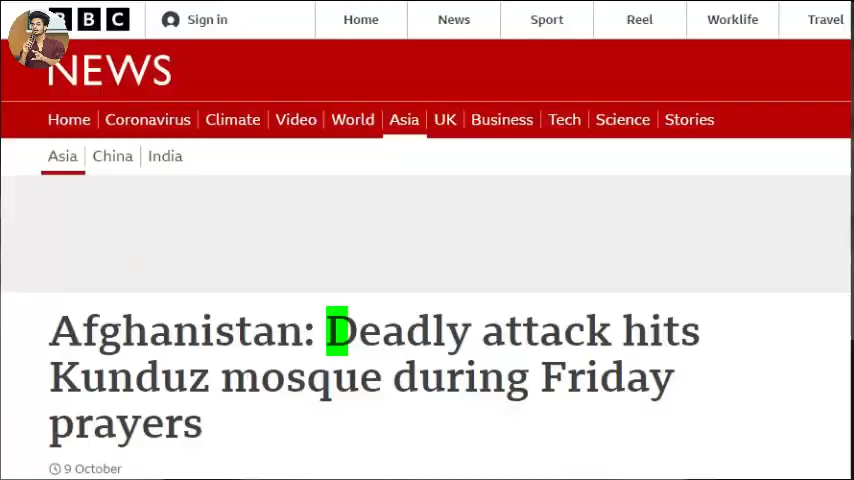 BBC Sign in Home News Sport Reel Worklife Travel
NEWS
Home Coronavirus Climate Video World Asia UK Business Tech Science Stories
Asia China India
Afghanistan: Deadly attack hits
Kunduz mosque during Friday
prayers
9 October